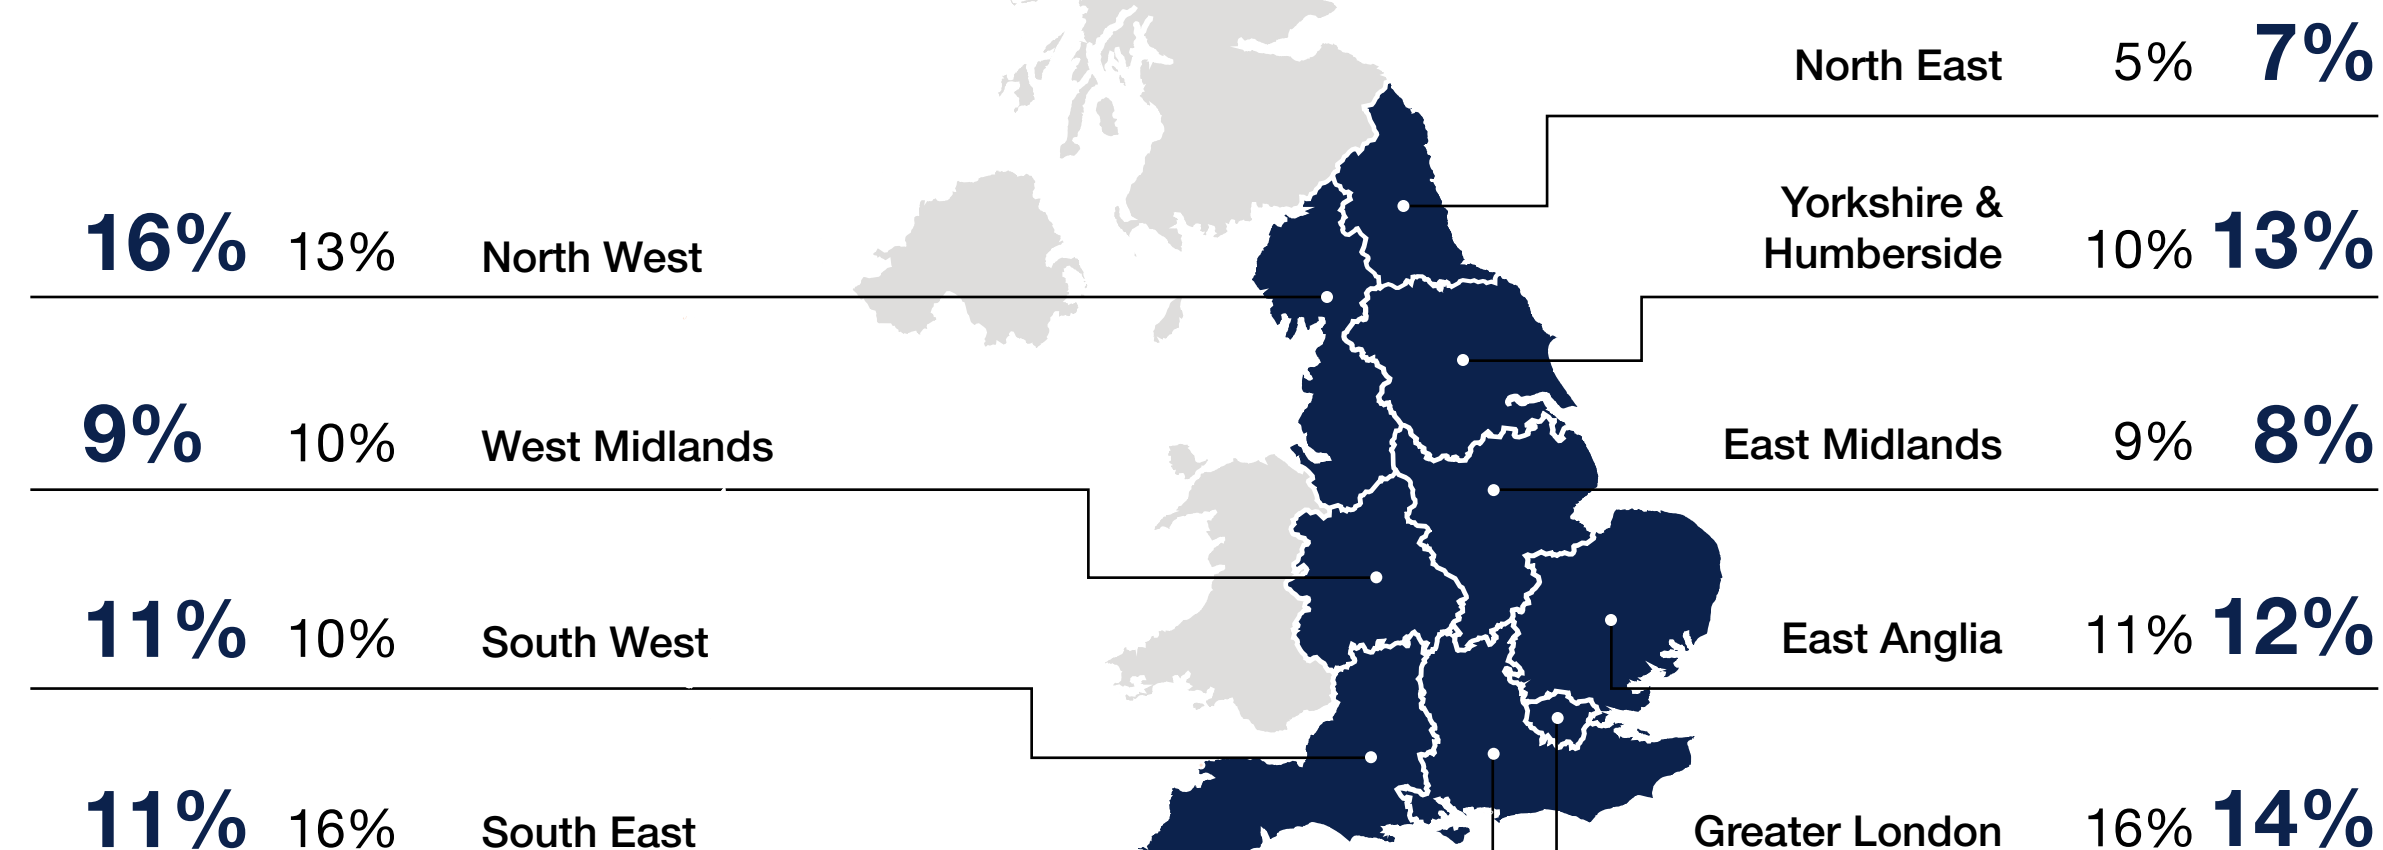 North East 5% 7%
Yorkshire &
Humberside 10% 13%
16% 13% North West
9% 10% West Midlands
East Midlands 9% 8%
11% 10% South West
East Anglia 11% 12%
11% 16% South East
Greater London 16% 14%